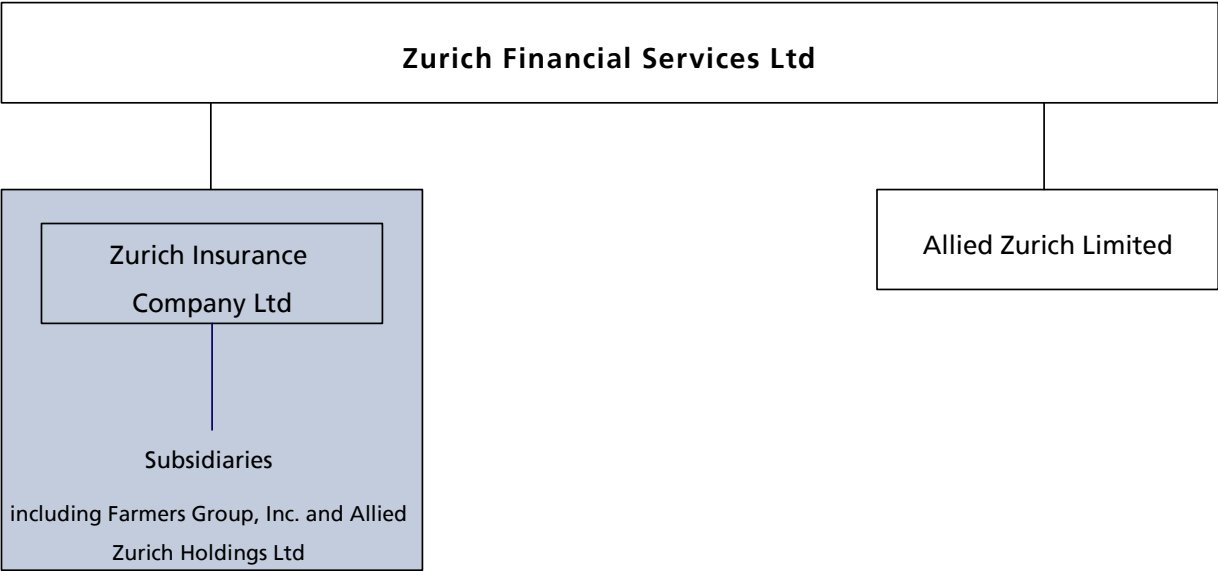 Zurich Financial Services Ltd
Zurich Insurance
Company Ltd
Allied Zurich Limited
Subsidiaries
including Farmers Group, Inc. and Allied
Zurich Holdings Ltd